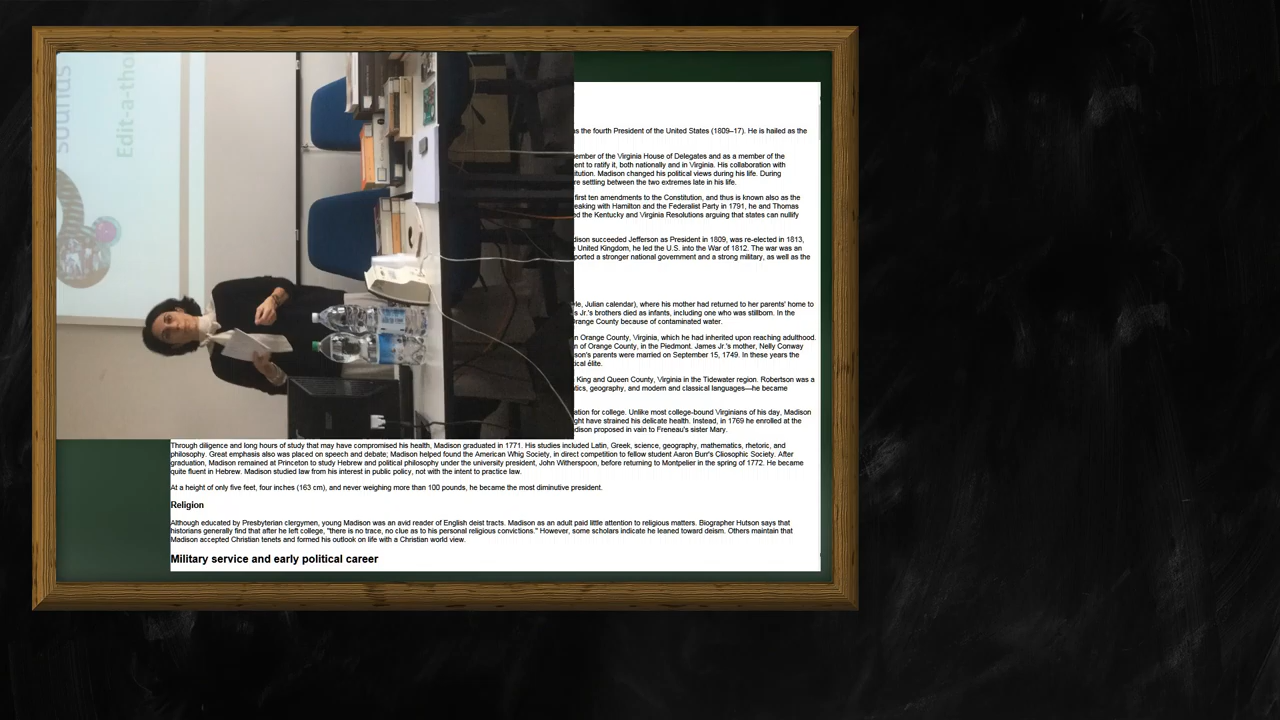 sounds
Edit-a-tho
s the fourth President of the United States (1809–17). He is hailed as the
ember of the Virginia House of Delegates and as a member of the
ent to ratify it, both nationally and in Virginia. His collaboration with
itution. Madison changed his political views during his life. During
re settling between the two extremes late in his life.
first ten amendments to the Constitution, and thus is known also as the
eaking with Hamilton and the Federalist Party in 1791, he and Thomas
ed the Kentucky and Virginia Resolutions arguing that states can nullify
dison succeeded Jefferson as President in 1809, was re-elected in 1813,
United Kingdom, he led the U.S. into the War of 1812. The war was an
ported a stronger national government and a strong military, as well as the
le, Julian calendar), where his mother had returned to her parents' home to
s Jr.'s brothers died as infants, including one who was stillborn. In the
Orange County because of contaminated water.
n Orange County, Virginia, which he had inherited upon reaching adulthood.
n of Orange County, in the Piedmont. James Jr.'s mother, Nelly Conway
son's parents were married on September 15, 1749. In these years the
ical élite.
King and Queen County, Virginia in the Tidewater region. Robertson was a
tics, geography, and modern and classical languages—he became
ation for college. Unlike most college-bound Virginians of his day, Madison
ght have strained his delicate health. Instead, in 1769 he enrolled at the
dison proposed in vain to Freneau's sister Mary.
Through diligence and long hours of study that may have compromised his health, Madison graduated in 1771. His studies included Latin, Greek, science, geography, mathematics, rhetoric, and
philosophy. Great emphasis also was placed on speech and debate; Madison helped found the American Whig Society, in direct competition to fellow student Aaron Burr's Cliosophic Society. After
graduation, Madison remained at Princeton to study Hebrew and political philosophy under the university president, John Witherspoon, before returning to Montpelier in the spring of 1772. He became
quite fluent in Hebrew. Madison studied law from his interest in public policy, not with the intent to practice law.
At a height of only five feet, four inches (163 cm), and never weighing more than 100 pounds, he became the most diminutive president.
Religion
Although educated by Presbyterian clergymen, young Madison was an avid reader of English deist tracts. Madison as an adult paid little attention to religious matters. Biographer Hutson says that
historians generally find that after he left college, "there is no trace, no clue as to his personal religious convictions." However, some scholars indicate he leaned toward deism. Others maintain that
Madison accepted Christian tenets and formed his outlook on life with a Christian world view.
Military service and early political career